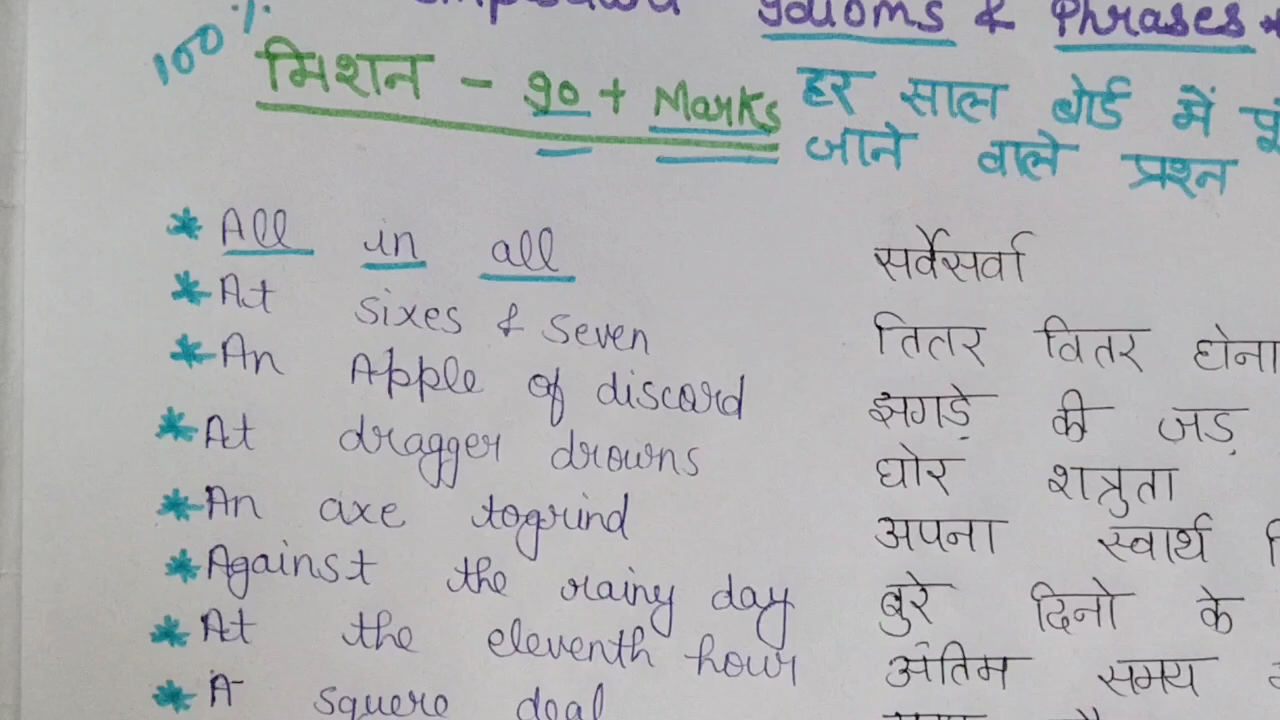 Idioms & Phrases
100 %
मिशन - 90 + Marks हर साल बोर्ड में
जाने वाले प्रश्न
* All in all सर्वेसर्वा
* At sixes & seven तितर वितर होना
* An Apple of discord झगड़े की जड़
* At dragger drowns घोर शत्रुता
* An axe togrind अपना स्वार्थ
* Against the rainy day बुरे दिनो के
* At the eleventh hour अंतिम समय
* A squere deal